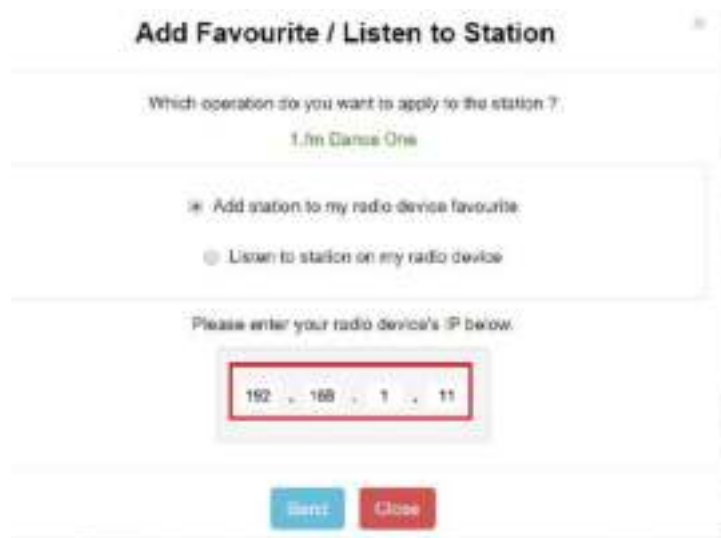 Add Favourite / Listen to Station
×
Which operation do you want to apply to the station ?
1.fm Dance One
Add station to my radio device favourite
Listen to station on my radio device
Please enter your radio device's IP below.
192 . 168 . 1 . 11
Send Close